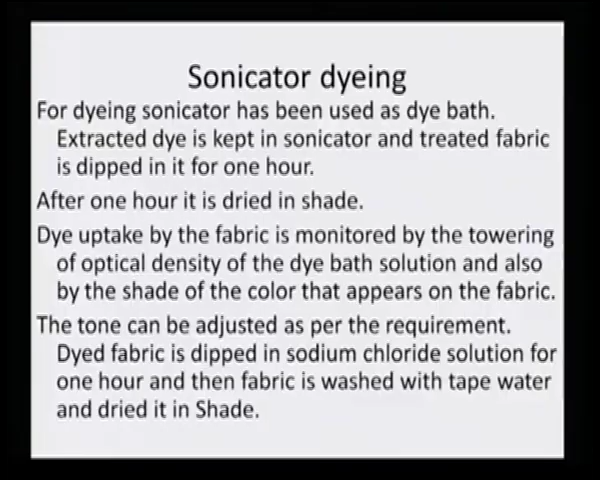 Sonicator dyeing
For dyeing sonicator has been used as dye bath.
Extracted dye is kept in sonicator and treated fabric
is dipped in it for one hour.
After one hour it is dried in shade.
Dye uptake by the fabric is monitored by the towering
of optical density of the dye bath solution and also
by the shade of the color that appears on the fabric.
The tone can be adjusted as per the requirement.
Dyed fabric is dipped in sodium chloride solution for
one hour and then fabric is washed with tape water
and dried it in Shade.